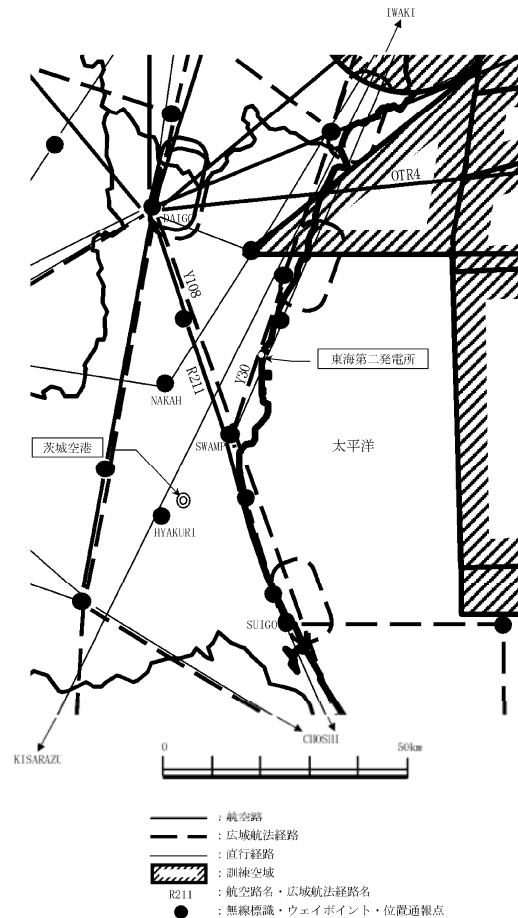 IWAKI
OTR4
DAIGO
Y108
R211
Y30
東海第二発電所
NAKAH
SWAMP
茨城空港
太平洋
HYAKURI
SUIGO
CHOSHI
KISARAZU
0 50km
：航空路
：広域航法経路
：直行経路
：訓練空域
R211 ：航空路名・広域航法経路名
：無線標識・ウェイポイント・位置通報点